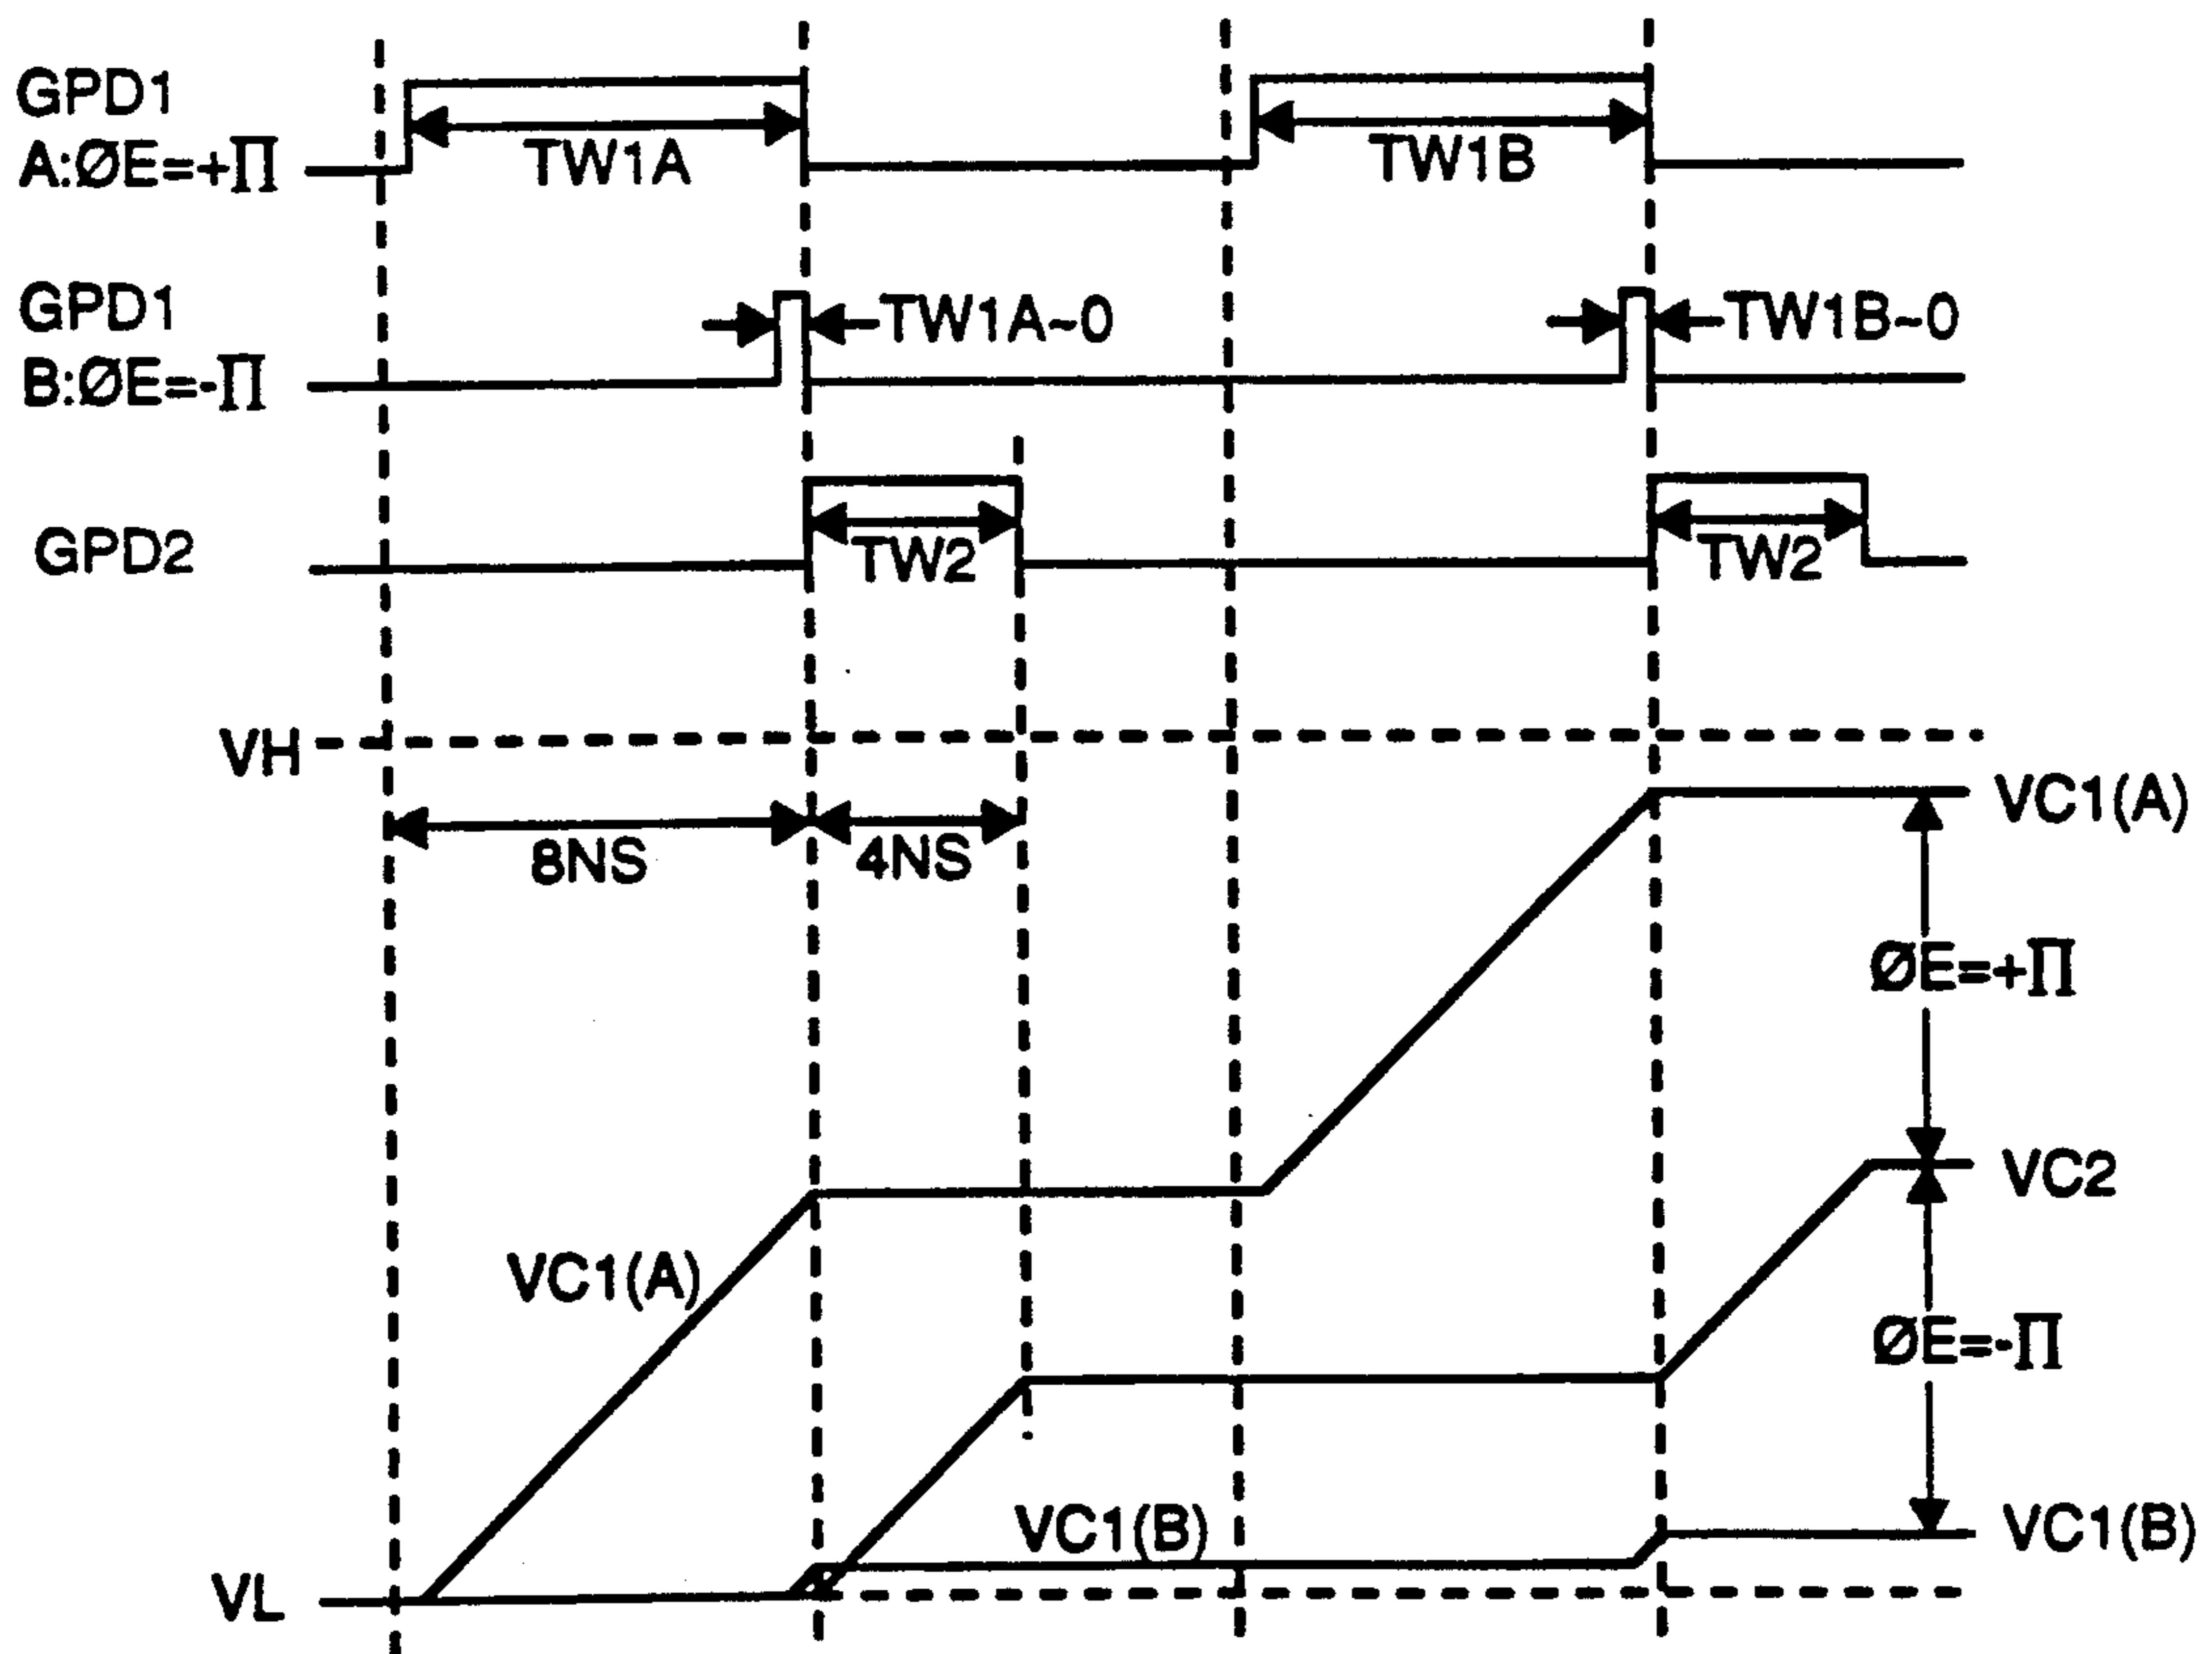 GPD1
A:ØE=+Π
TW1A
TW1B
GPD1
B:ØE=-Π
TW1A~0
TW1B~0
GPD2
TW2
TW2
VH
8NS
4NS
VC1(A)
ØE=+Π
VC2
VC1(A)
ØE=-Π
VC1(B)
VC1(B)
VL